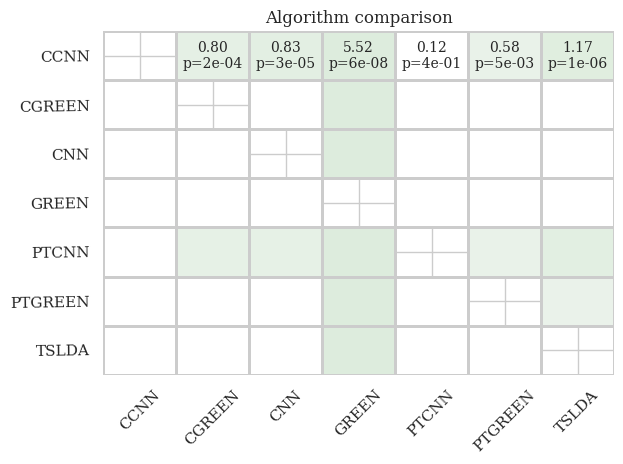 Algorithm comparison
CCNN
0.80
p=2e-04
0.83
p=3e-05
5.52
p=6e-08
0.12
p=4e-01
0.58
p=5e-03
1.17
p=1e-06
CGREEN
CNN
GREEN
PTCNN
PTGREEN
TSLDA
CCNN
CGREEN
CNN
GREEN
PTCNN
PTGREEN
TSLDA